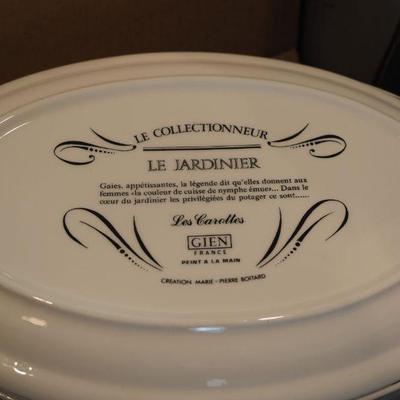 LE COLLECTIONNEUR
LE JARDINIER
Gaies, appétissantes, la légende dit qu'elles donnent aux
femmes «la couleur de cuisse de nymphe émue»... Dans le
cœur du jardinier les privilégiées du potager ce sont......
Les Carottes
GIEN
FRANCE
PEINT A LA MAIN
CREATION MARIE - PIERRE BOITARD